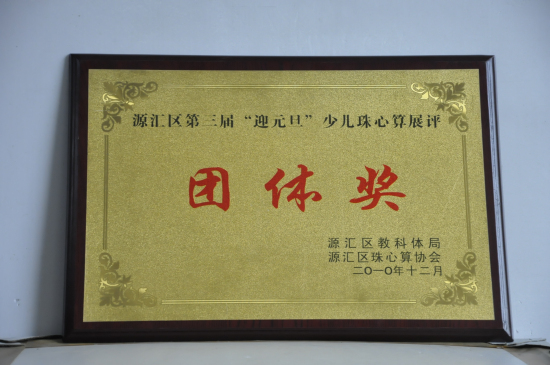 源汇区第三届“迎元旦”少儿珠心算展评
团体奖
源汇区教科体局
源汇区珠心算协会
二〇一〇年十二月